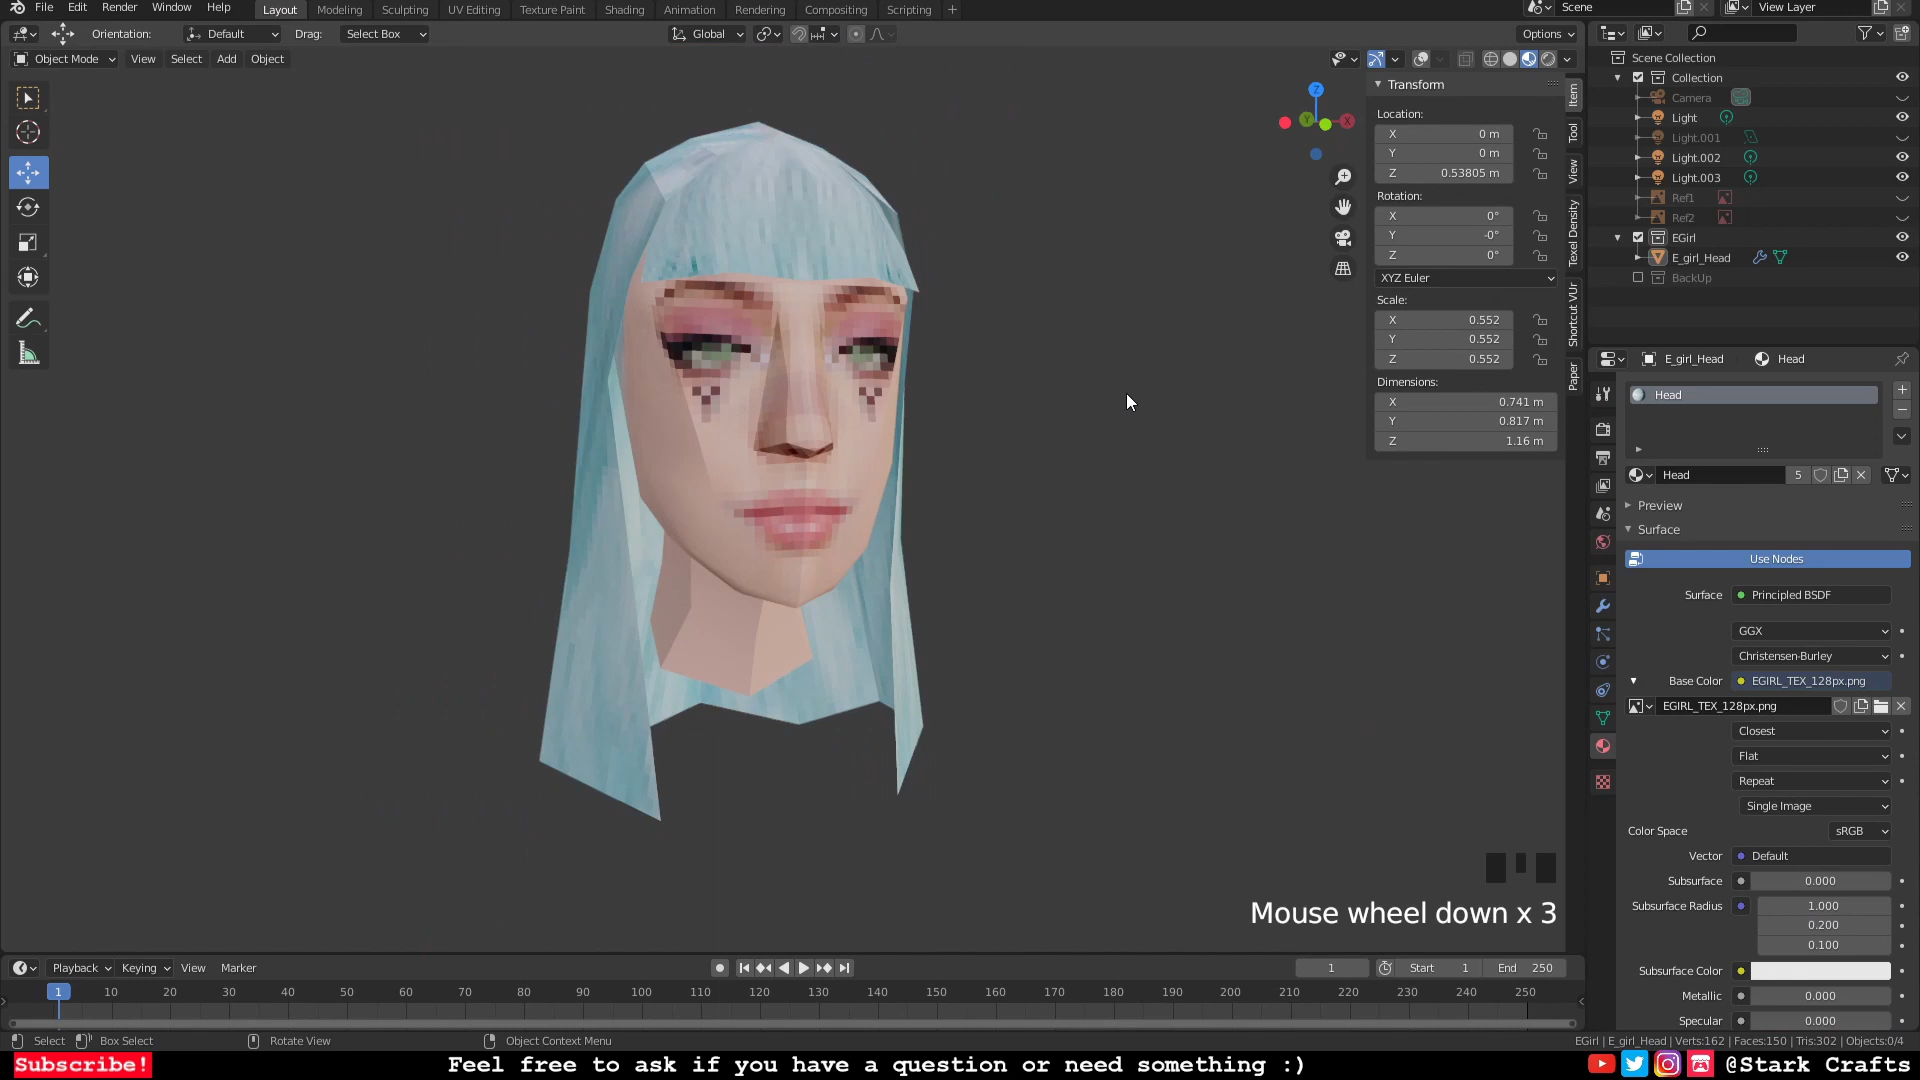 File Edit Render Window Help Layout Modeling Sculpting UV Editing Texture Paint Shading Animation Rendering Compositing Scripting + Scene View Layer
Orientation: Default Drag: Select Box Global Options
Object Mode View Select Add Object
Transform
Location:
X 0 m
Y 0 m
Z 0.53805 m
Rotation:
X 0°
Y -0°
Z 0°
XYZ Euler
Scale:
X 0.552
Y 0.552
Z 0.552
Dimensions:
X 0.741 m
Y 0.817 m
Z 1.16 m
Item
Tool
View
Texel Density
Shortcut VUr
Paper
Z
Y
X
Scene Collection
Collection
Camera
Light
Light.001
Light.002
Light.003
Ref1
Ref2
EGirl
E_girl_Head
BackUp
E_girl_Head Head
Head
Head 5
Preview
Surface
Use Nodes
Surface Principled BSDF
GGX
Christensen-Burley
Base Color EGIRL_TEX_128px.png
EGIRL_TEX_128px.png
Closest
Flat
Repeat
Single Image
Color Space sRGB
Vector Default
Subsurface 0.000
Subsurface Radius 1.000
0.200
0.100
Subsurface Color
Metallic 0.000
Specular 0.000
Mouse wheel down x 3
Playback Keying View Marker 1 Start 1 End 250
1 10 20 30 40 50 60 70 80 90 100 110 120 130 140 150 160 170 180 190 200 210 220 230 240 250
Select Box Select Rotate View Object Context Menu EGirl | E_girl_Head | Verts:162 | Faces:150 | Tris:302 | Objects:0/4
Subscribe! Feel free to ask if you have a question or need something :) @Stark Crafts